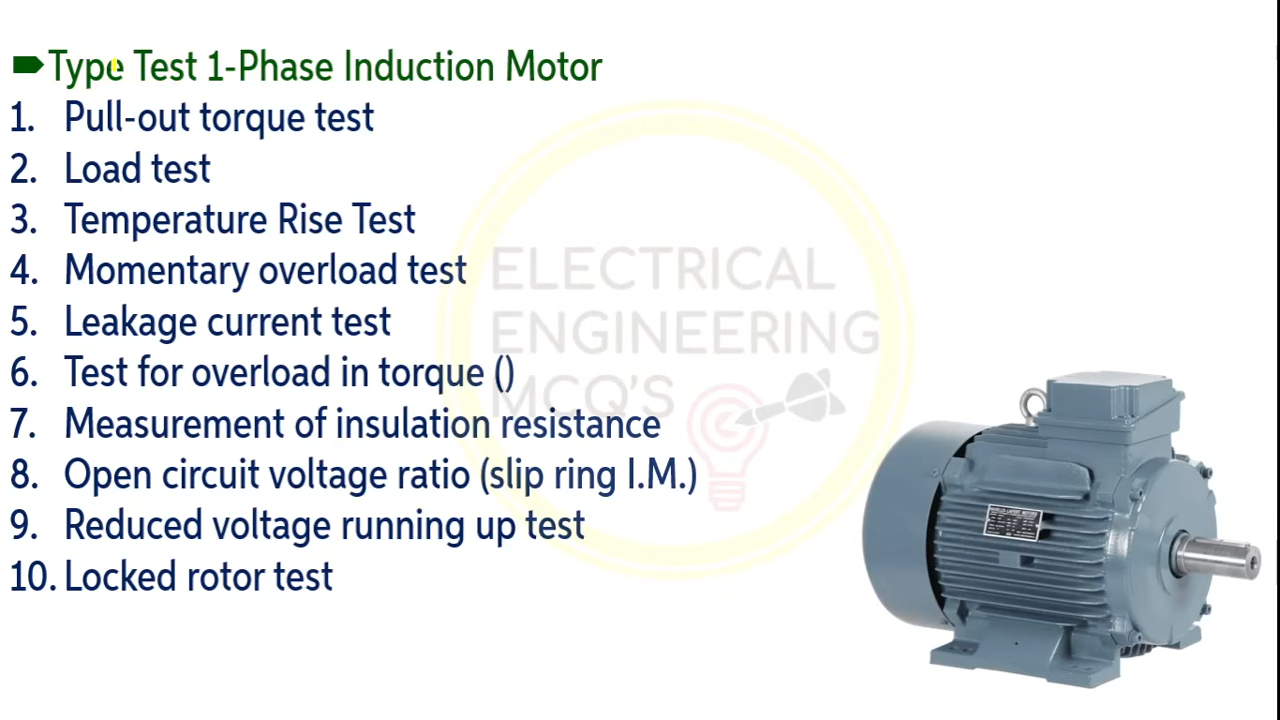 Type Test 1-Phase Induction Motor
1. Pull-out torque test
2. Load test
3. Temperature Rise Test
4. Momentary overload test
5. Leakage current test
6. Test for overload in torque ()
7. Measurement of insulation resistance
8. Open circuit voltage ratio (slip ring I.M.)
9. Reduced voltage running up test
10. Locked rotor test
ELECTRICAL
ENGINEERING
MCQ'S